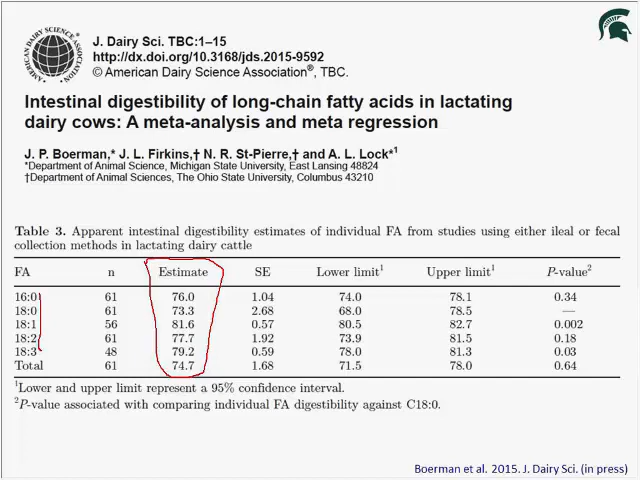 J. Dairy Sci. TBC:1–15
http://dx.doi.org/10.3168/jds.2015-9592
© American Dairy Science Association®, TBC.
AMERICAN DAIRY SCIENCE ASSOCIATION
Intestinal digestibility of long-chain fatty acids in lactating
dairy cows: A meta-analysis and meta regression
J. P. Boerman,* J. L. Firkins,† N. R. St-Pierre,† and A. L. Lock*¹
*Department of Animal Science, Michigan State University, East Lansing 48824
†Department of Animal Sciences, The Ohio State University, Columbus 43210
Table 3. Apparent intestinal digestibility estimates of individual FA from studies using either ileal or fecal
collection methods in lactating dairy cattle
FA n Estimate SE Lower limit¹ Upper limit¹ P-value²
16:0 61 76.0 1.04 74.0 78.1 0.34
18:0 61 73.3 2.68 68.0 78.5 —
18:1 56 81.6 0.57 80.5 82.7 0.002
18:2 61 77.7 1.92 73.9 81.5 0.18
18:3 48 79.2 0.59 78.0 81.3 0.03
Total 61 74.7 1.68 71.5 78.0 0.64
¹Lower and upper limit represent a 95% confidence interval.
²P-value associated with comparing individual FA digestibility against C18:0.
Boerman et al. 2015. J. Dairy Sci. (in press)